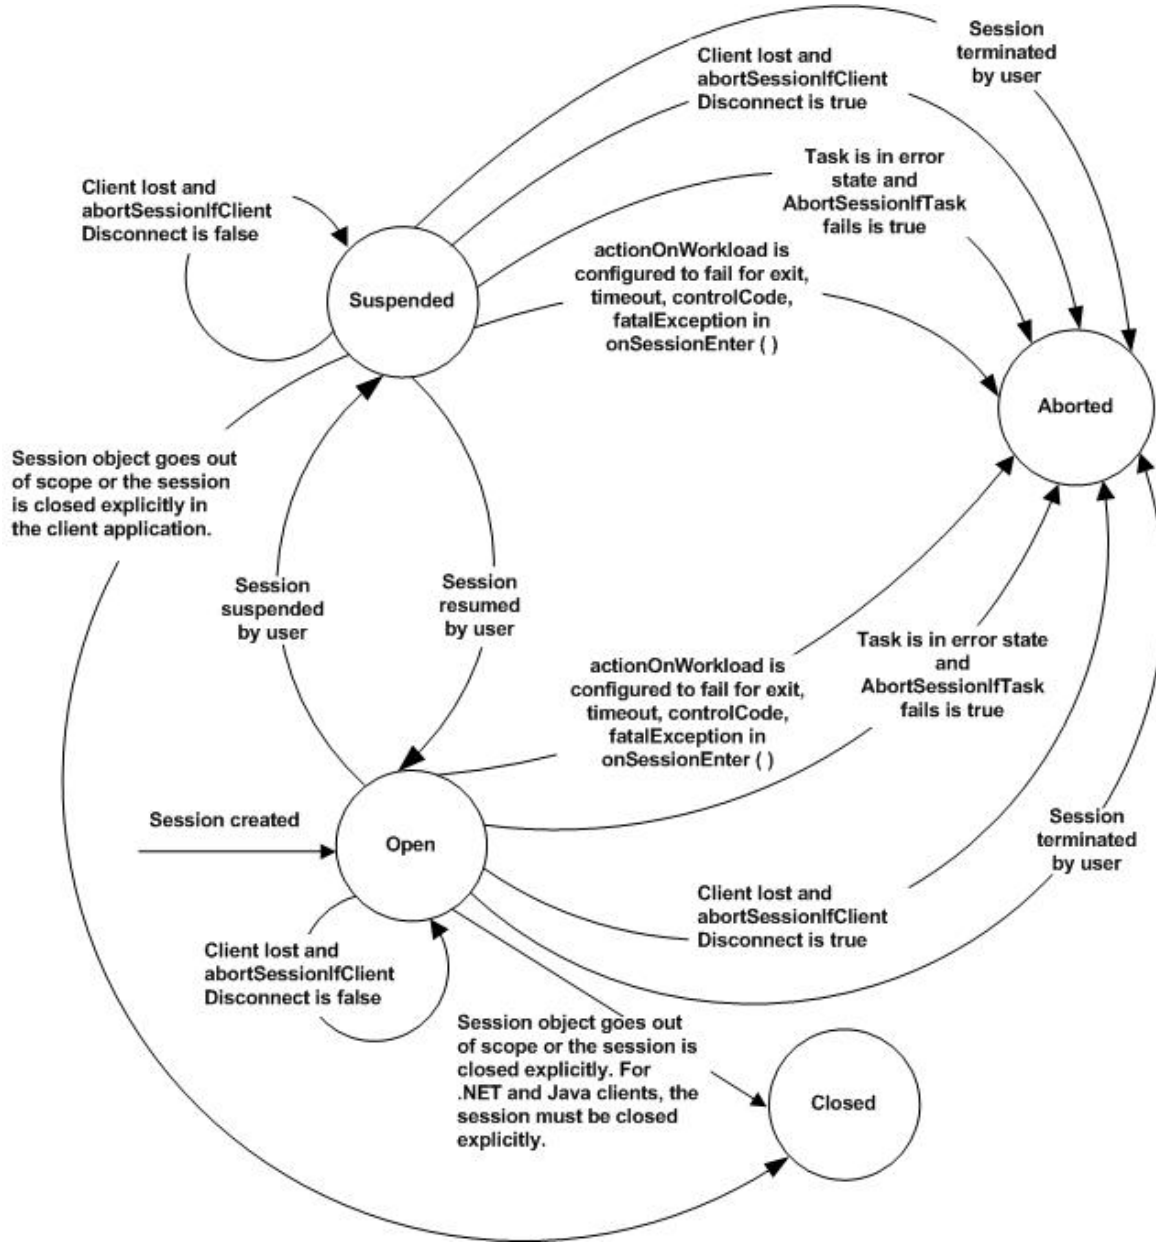 Session
terminated
by user
Client lost and
abortSessionIfClient
Disconnect is true
Task is in error
state and
AbortSessionIfTask
fails is true
Client lost and
abortSessionIfClient
Disconnect is false
actionOnWorkload is
configured to fail for exit,
timeout, controlCode,
fatalException in
onSessionEnter ( )
Suspended
Aborted
Session object goes out
of scope or the session
is closed explicitly in
the client application.
Session
suspended
by user
Session
resumed
by user
actionOnWorkload is
configured to fail for exit,
timeout, controlCode,
fatalException in
onSessionEnter ( )
Task is in error state
and
AbortSessionIfTask
fails is true
Session created
Open
Session
terminated
by user
Client lost and
abortSessionIfClient
Disconnect is true
Client lost and
abortSessionIfClient
Disconnect is false
Session object goes out
of scope or the session is
closed explicitly. For
.NET and Java clients, the
session must be closed
explicitly.
Closed